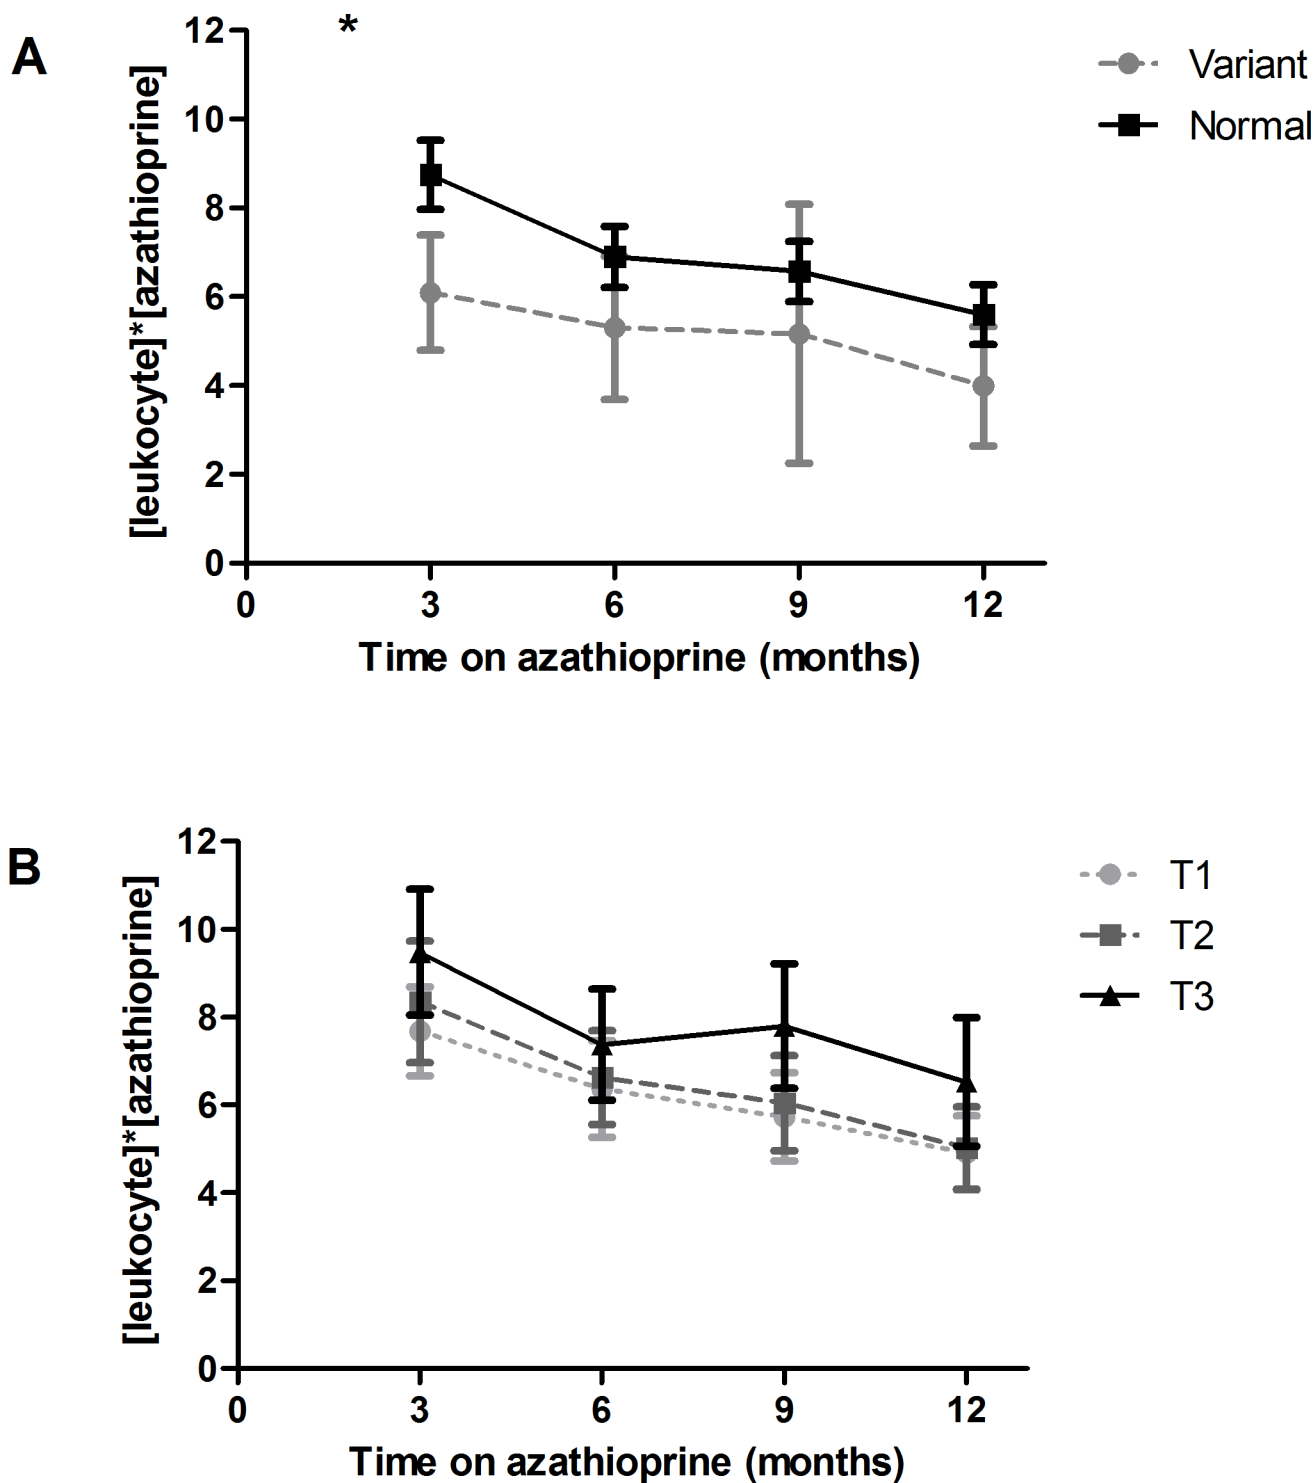 A
*
12
10
8
6
4
2
0
[leukocyte]*[azathioprine]
0 3 6 9 12
Time on azathioprine (months)
Variant
Normal
B
12
10
8
6
4
2
0
[leukocyte]*[azathioprine]
0 3 6 9 12
Time on azathioprine (months)
T1
T2
T3